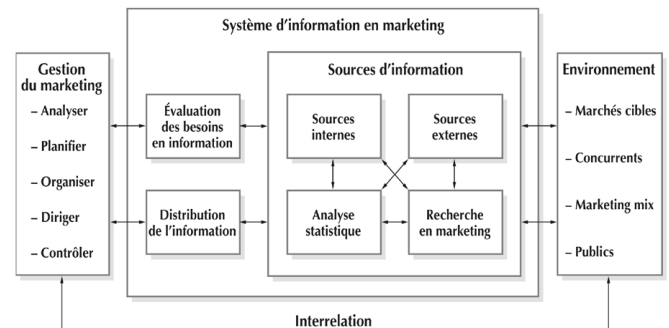 Système d'information en marketing
Gestion
du marketing
– Analyser
– Planifier
– Organiser
– Diriger
– Contrôler
Évaluation
des besoins
en information
Distribution
de l'information
Sources d'information
Sources
internes
Sources
externes
Analyse
statistique
Recherche
en marketing
Environnement
– Marchés cibles
– Concurrents
– Marketing mix
– Publics
Interrelation